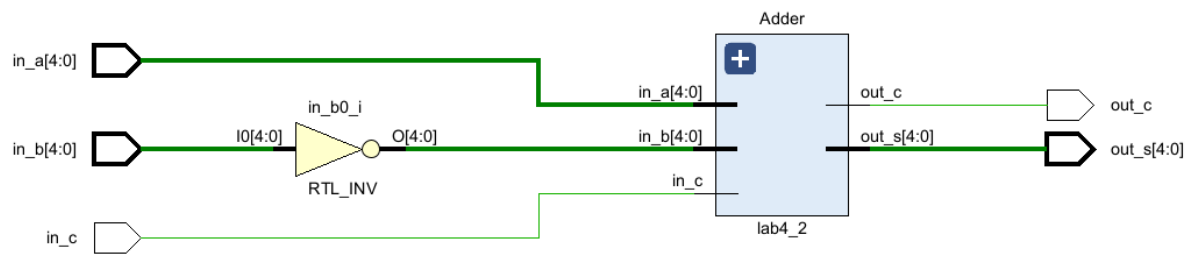 Adder
in_a[4:0]
in_a[4:0]
out_c
out_c
in_b0_i
in_b[4:0]
I0[4:0]
O[4:0]
in_b[4:0]
out_s[4:0]
out_s[4:0]
RTL_INV
in_c
in_c
lab4_2